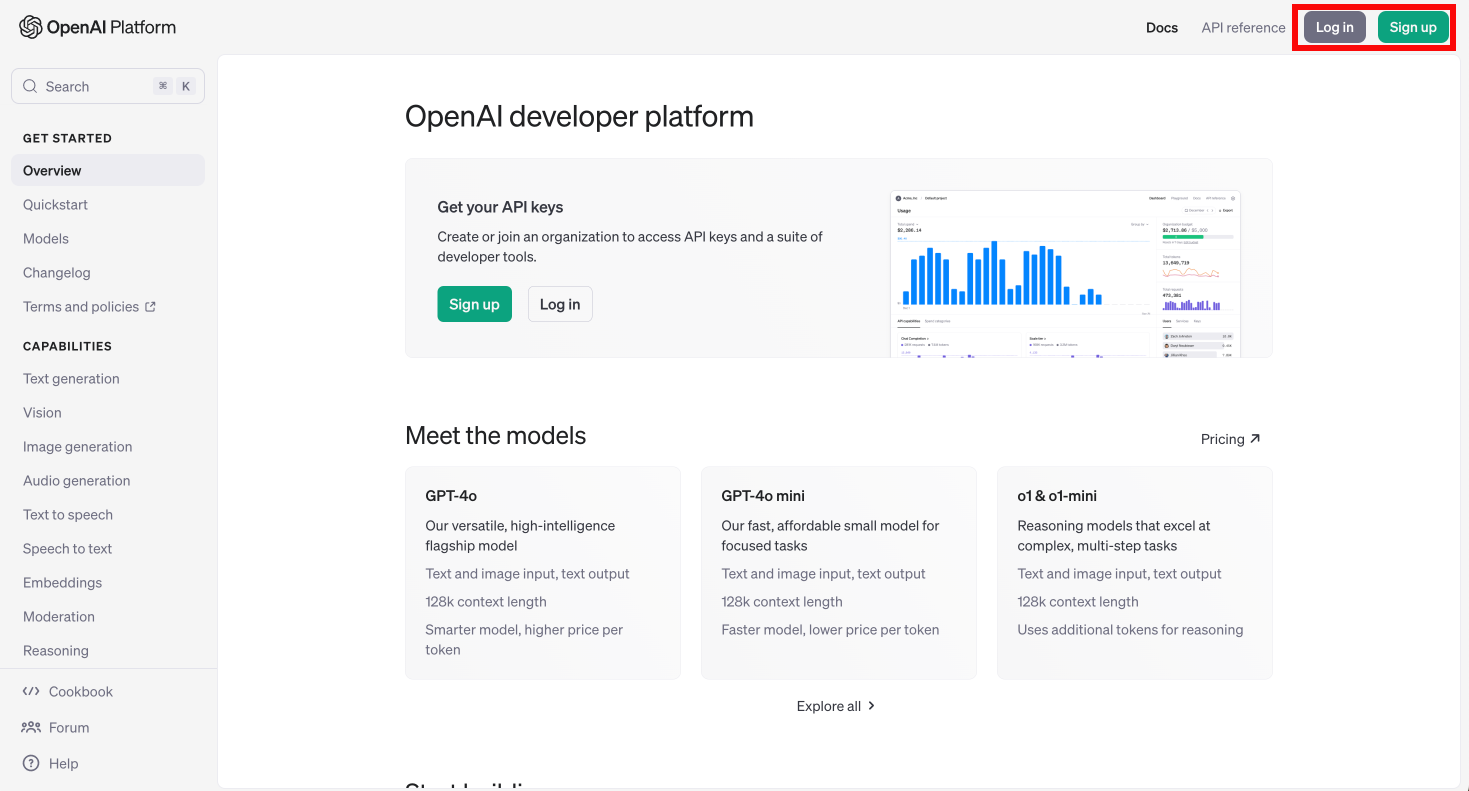 OpenAI Platform
Docs
API reference
Log in
Sign up
Search
⌘ K
GET STARTED
Overview
Quickstart
Models
Changelog
Terms and policies
CAPABILITIES
Text generation
Vision
Image generation
Audio generation
Text to speech
Speech to text
Embeddings
Moderation
Reasoning
Cookbook
Forum
Help
OpenAI developer platform
Get your API keys
Create or join an organization to access API keys and a suite of
developer tools.
Sign up
Log in
Usage
$2,286.14
$2,713.86 / $5,000
13,849,719
473,381
Meet the models
Pricing
GPT-4o
Our versatile, high-intelligence
flagship model
Text and image input, text output
128k context length
Smarter model, higher price per
token
GPT-4o mini
Our fast, affordable small model for
focused tasks
Text and image input, text output
128k context length
Faster model, lower price per token
o1 & o1-mini
Reasoning models that excel at
complex, multi-step tasks
Text and image input, text output
128k context length
Uses additional tokens for reasoning
Explore all